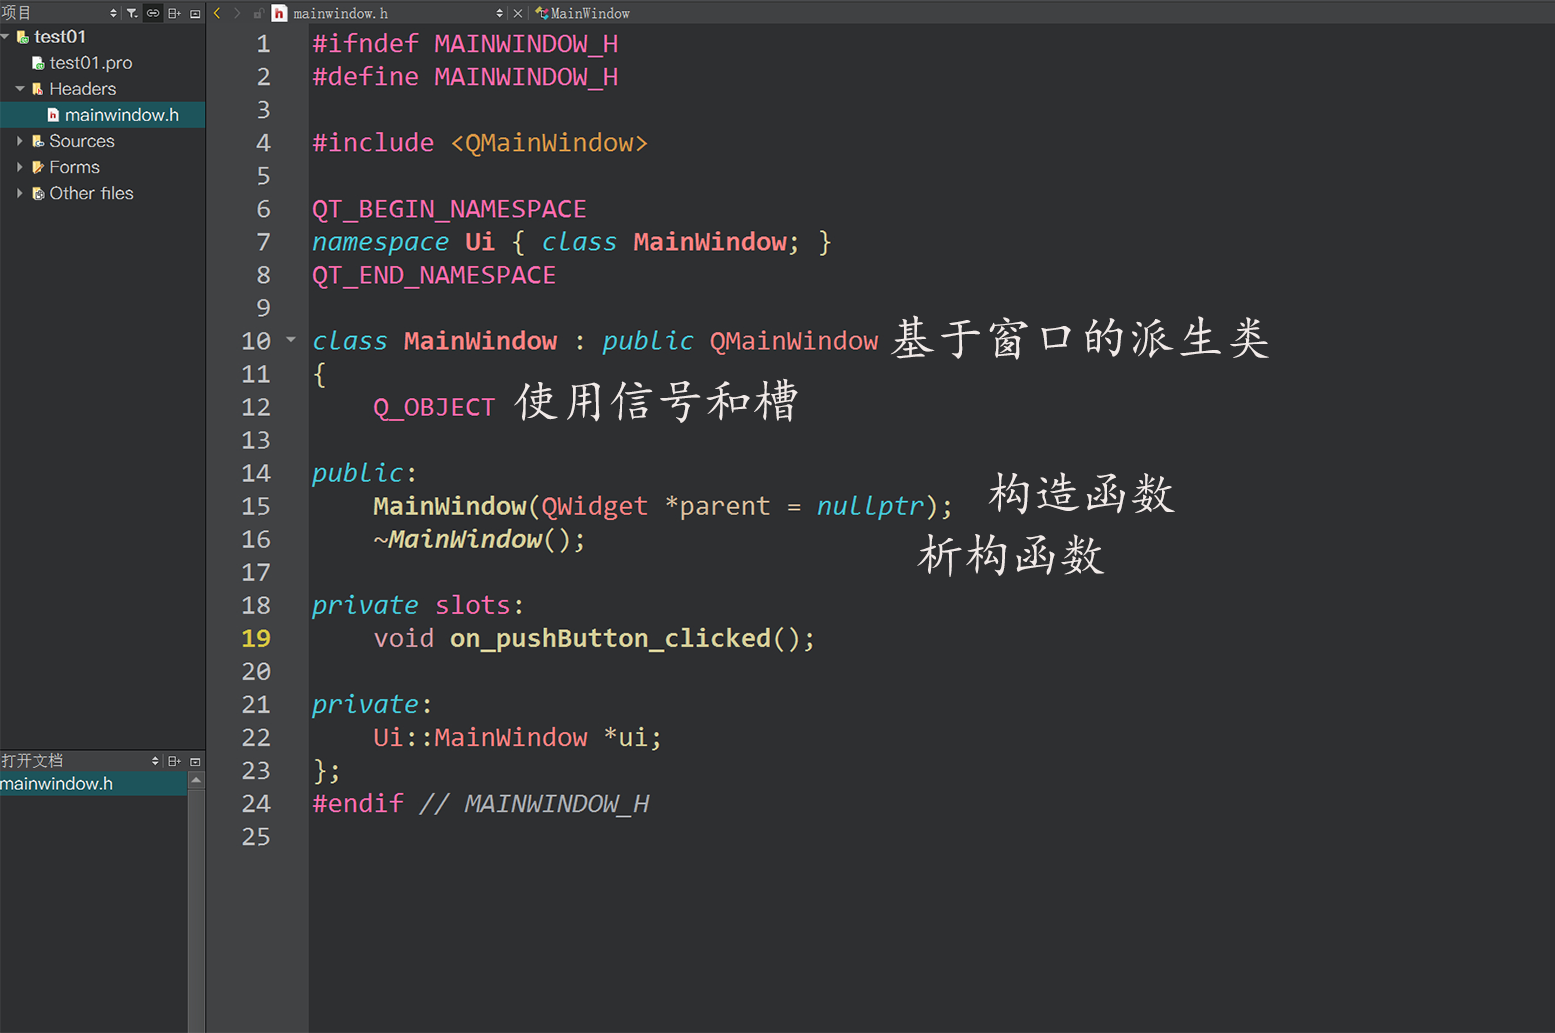 项目
test01
test01.pro
Headers
mainwindow.h
Sources
Forms
Other files
打开文档
mainwindow.h
mainwindow.h
MainWindow
1 #ifndef MAINWINDOW_H
2 #define MAINWINDOW_H
3
4 #include <QMainWindow>
5
6 QT_BEGIN_NAMESPACE
7 namespace Ui { class MainWindow; }
8 QT_END_NAMESPACE
9
10 class MainWindow : public QMainWindow 基于窗口的派生类
11 {
12 Q_OBJECT 使用信号和槽
13
14 public:
15 MainWindow(QWidget *parent = nullptr); 构造函数
16 ~MainWindow(); 析构函数
17
18 private slots:
19 void on_pushButton_clicked();
20
21 private:
22 Ui::MainWindow *ui;
23 };
24 #endif // MAINWINDOW_H
25